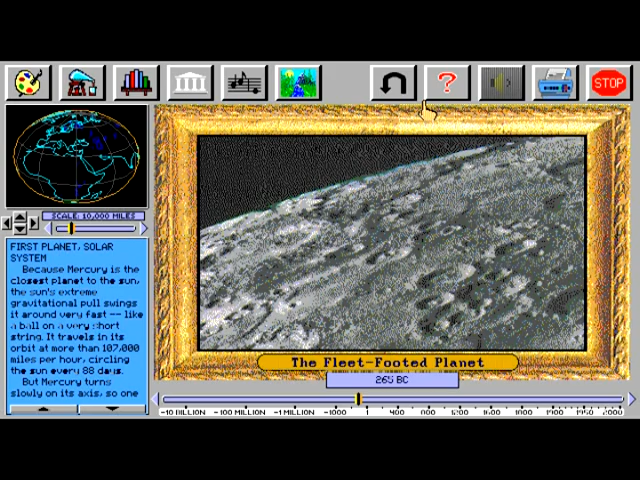 STOP
SCALE: 10,000 MILES
FIRST PLANET, SOLAR
SYSTEM
Because Mercury is the
closest planet to the sun,
the sun's extreme
gravitational pull swings
it around very fast -- like
a ball on a very short
string. It travels in its
orbit at more than 107,000
miles per hour, circling
the sun every 88 days.
But Mercury turns
slowly on its axis, so one
The Fleet-Footed Planet
265 BC
-10 BILLION -100 MILLION -1 MILLION -1000 1 400 800 1200 1500 1600 1700 1800 1900 1950 2000